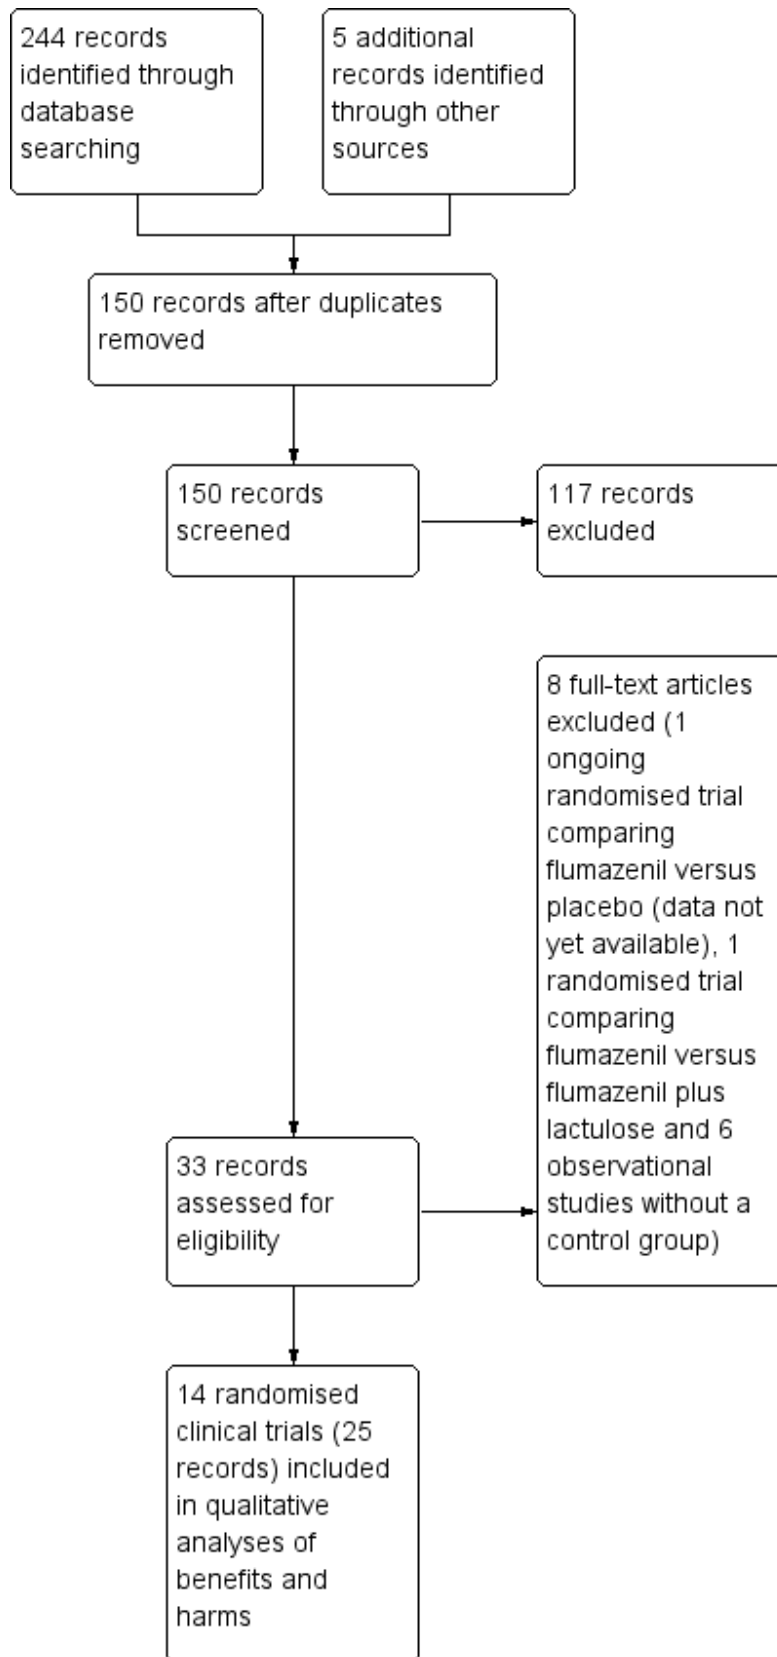 244 records
identified through
database
searching
5 additional
records identified
through other
sources
150 records after duplicates
removed
150 records
screened
117 records
excluded
8 full-text articles
excluded (1
ongoing
randomised trial
comparing
flumazenil versus
placebo (data not
yet available), 1
randomised trial
comparing
flumazenil versus
flumazenil plus
lactulose and 6
observational
studies without a
control group)
33 records
assessed for
eligibility
14 randomised
clinical trials (25
records) included
in qualitative
analyses of
benefits and
harms